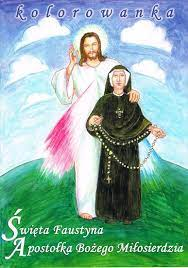 kolorowanka
Święta Faustyna
Apostołka Bożego Miłosierdzia